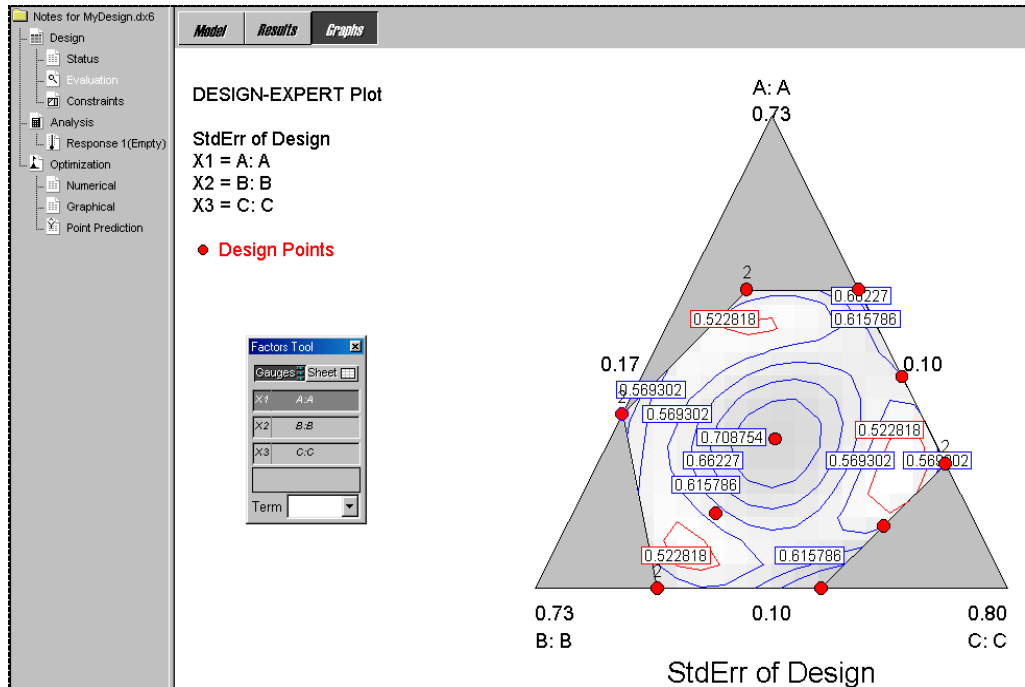 Notes for MyDesign.dx6
Design
Status
Evaluation
Constraints
Analysis
Response 1(Empty)
Optimization
Numerical
Graphical
Point Prediction
Model Results Graphs
DESIGN-EXPERT Plot
StdErr of Design
X1 = A: A
X2 = B: B
X3 = C: C
Design Points
Factors Tool
Gauges Sheet
X1 A:A
X2 B:B
X3 C:C
Term
A: A
0.73
2
0.66227
0.522818 0.615786
0.17 0.10
0.569302
2
0.569302 0.522818
0.708754 2
0.66227 0.569302 0.569302
0.615786
0.522818 0.615786
2
0.73 0.10 0.80
B: B C: C
StdErr of Design